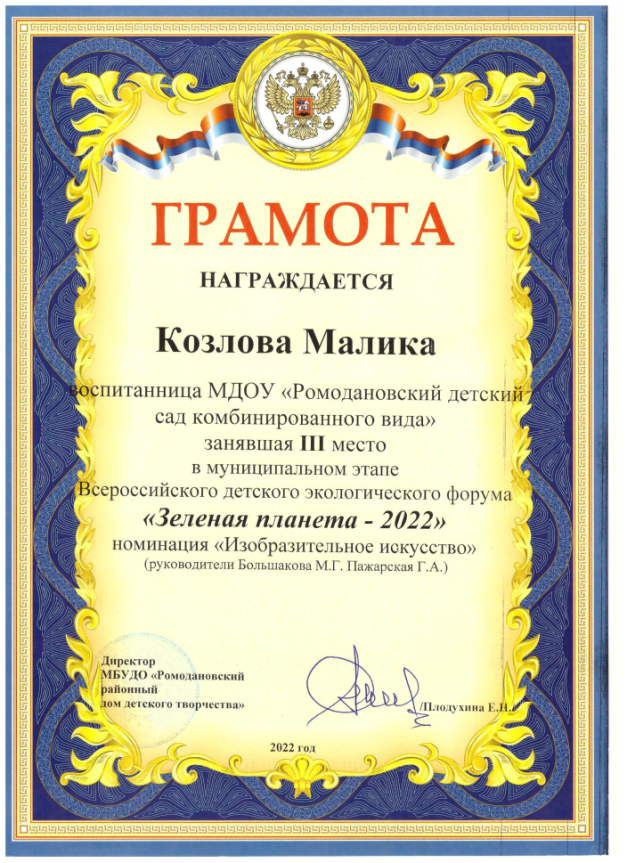 ГРАМОТА
НАГРАЖДАЕТСЯ
Козлова Малика
воспитанница МДОУ «Ромодановский детский
сад комбинированного вида»
занявшая III место
в муниципальном этапе
Всероссийского детского экологического форума
«Зеленая планета - 2022»
номинация «Изобразительное искусство»
(руководители Большакова М.Г. Пажарская Г.А.)
Директор
МБУДО «Ромодановский
районный
дом детского творчества»
/Плодухина Е.Н./
2022 год